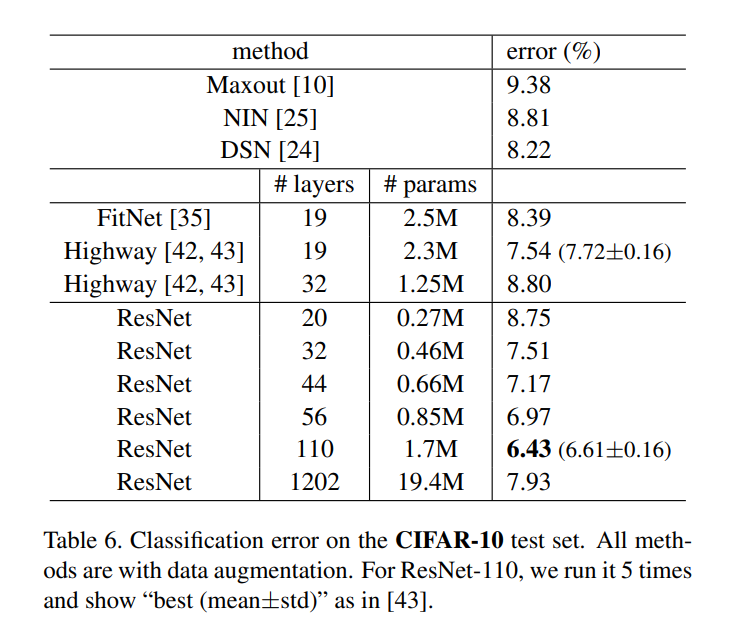 method error (%)
Maxout [10] 9.38
NIN [25] 8.81
DSN [24] 8.22
# layers # params
FitNet [35] 19 2.5M 8.39
Highway [42, 43] 19 2.3M 7.54 (7.72±0.16)
Highway [42, 43] 32 1.25M 8.80
ResNet 20 0.27M 8.75
ResNet 32 0.46M 7.51
ResNet 44 0.66M 7.17
ResNet 56 0.85M 6.97
ResNet 110 1.7M 6.43 (6.61±0.16)
ResNet 1202 19.4M 7.93
Table 6. Classification error on the CIFAR-10 test set. All meth-
ods are with data augmentation. For ResNet-110, we run it 5 times
and show “best (mean±std)” as in [43].